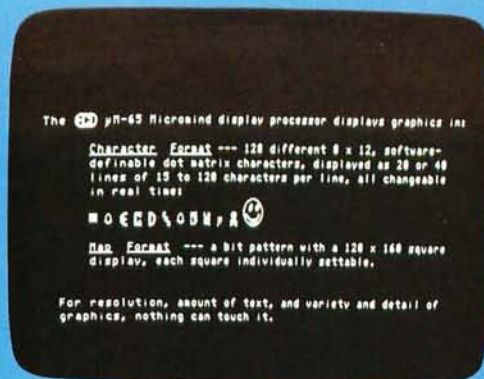 The µM-65 Micromind display processor displays graphics in:
Character Format --- 128 different 8 x 12, software-
definable dot matrix characters, displayed as 20 or 40
lines of 15 to 120 characters per line, all changeable
in real time:
Map Format --- a bit pattern with a 120 x 160 square
display, each square individually settable.
For resolution, amount of text, and variety and detail of
graphics, nothing can touch it.